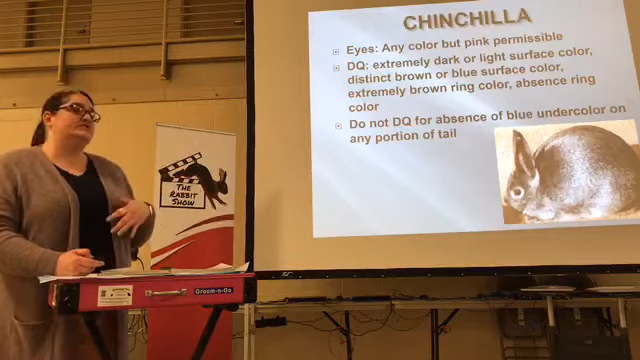 CHINCHILLA
Eyes: Any color but pink permissible
DQ: extremely dark or light surface color,
distinct brown or blue surface color,
extremely brown ring color, absence ring
color
Do not DQ for absence of blue undercolor on
any portion of tail
THE
RABBIT
SHOW
Groom-n-Go